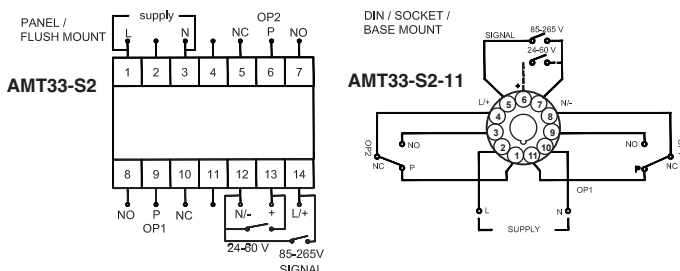 PANEL /
FLUSH MOUNT
supply
L
N
NC
OP2
P
NO
1 2 3 4 5 6 7
AMT33-S2
8 9 10 11 12 13 14
NO
P
OP1
NC
N/-
+
L/+
24-60 V
85-265V
SIGNAL
DIN / SOCKET /
BASE MOUNT
SIGNAL
85-265 V
24-60 V
AMT33-S2-11
+
L/+
N/-
5 6 7
4 8
3 9
2 10
1 11
NO
OP2
NC
P
NO
P
NC
OP1
L
N
SUPPLY